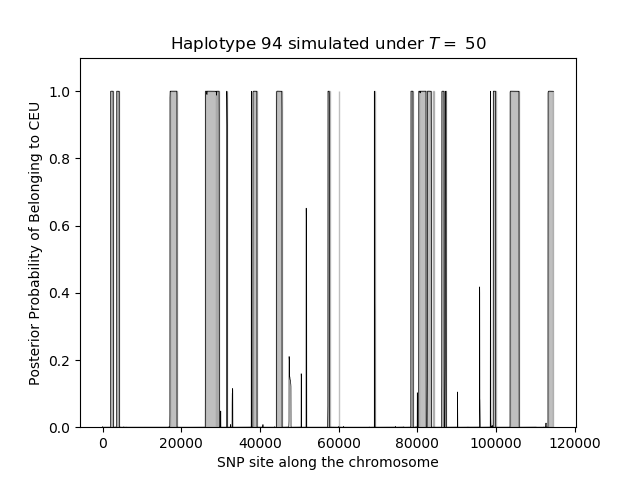 Haplotype 94 simulated under T = 50
Posterior Probability of Belonging to CEU
1.0
0.8
0.6
0.4
0.2
0.0
0 20000 40000 60000 80000 100000 120000
SNP site along the chromosome